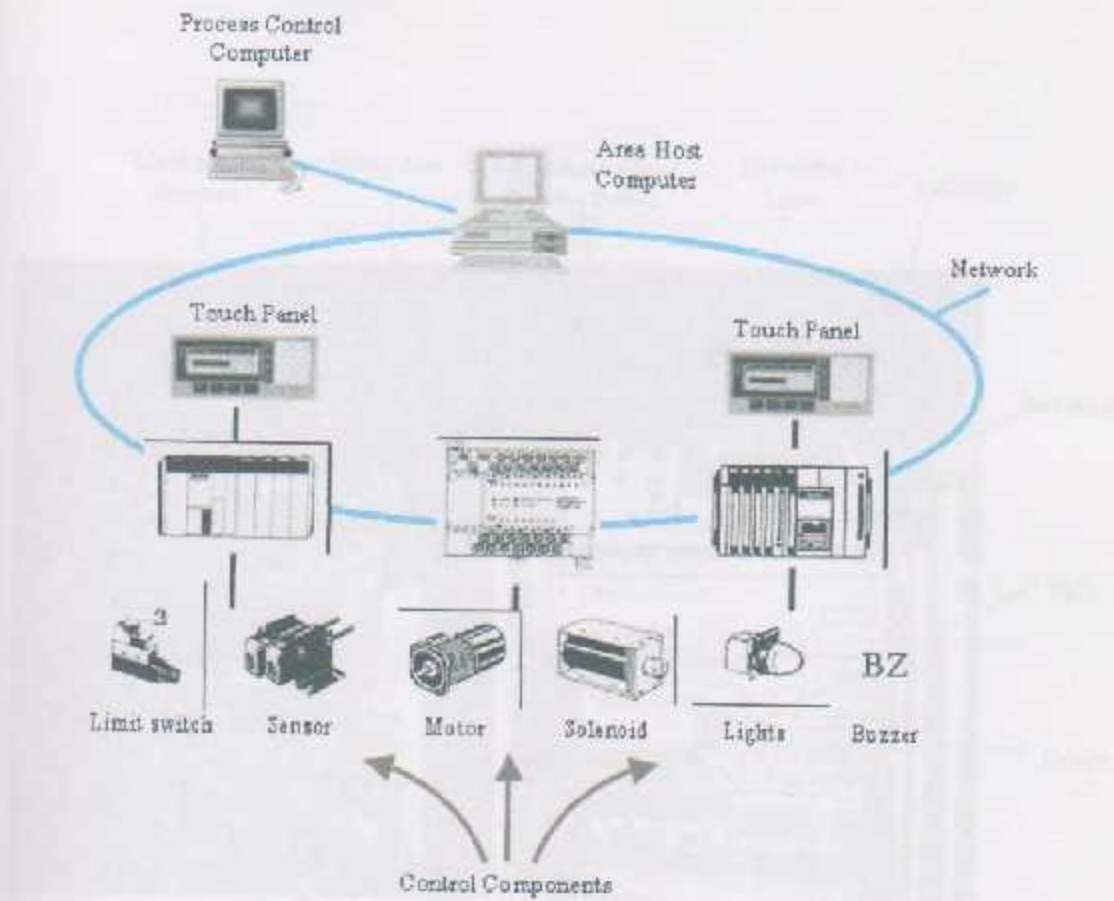 Process Control
Computer
Area Host
Computer
Network
Touch Panel
Touch Panel
3
BZ
Limit switch
Sensor
Motor
Solenoid
Lights
Buzzer
Control Components